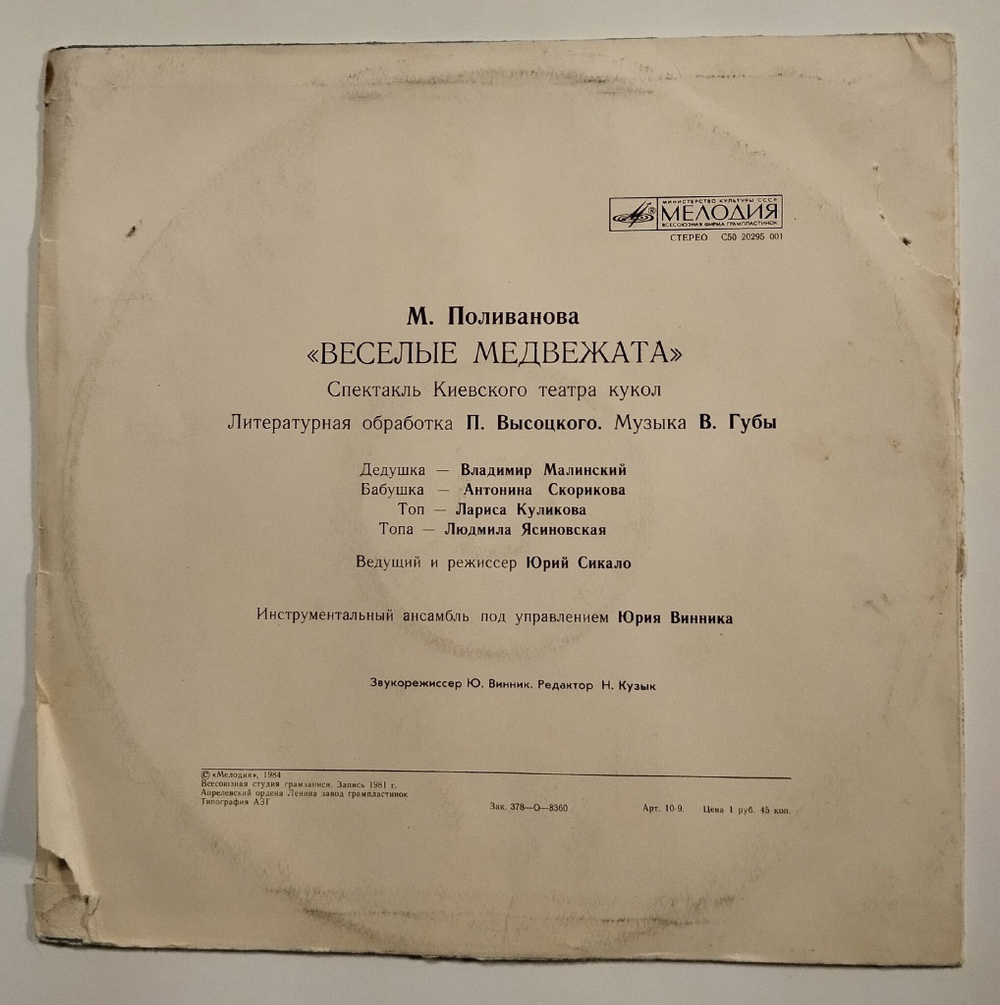 МИНИСТЕРСТВО КУЛЬТУРЫ СССР
МЕЛОДИЯ
ВСЕСОЮЗНАЯ ФИРМА ГРАМПЛАСТИНОК
СТЕРЕО С50 20295 001
М. Поливанова
«ВЕСЕЛЫЕ МЕДВЕЖАТА»
Спектакль Киевского театра кукол
Литературная обработка П. Высоцкого. Музыка В. Губы
Дедушка — Владимир Малинский
Бабушка — Антонина Скорикова
Топ — Лариса Куликова
Топа — Людмила Ясиновская
Ведущий и режиссер Юрий Сикало
Инструментальный ансамбль под управлением Юрия Винника
Звукорежиссер Ю. Винник. Редактор Н. Кузык
© «Мелодия», 1984
Всесоюзная студия грамзаписи. Запись 1981 г.
Апрелевский ордена Ленина завод грампластинок
Типография АЗГ
Зак. 378—О—8360
Арт. 10-9. Цена 1 руб. 45 коп.